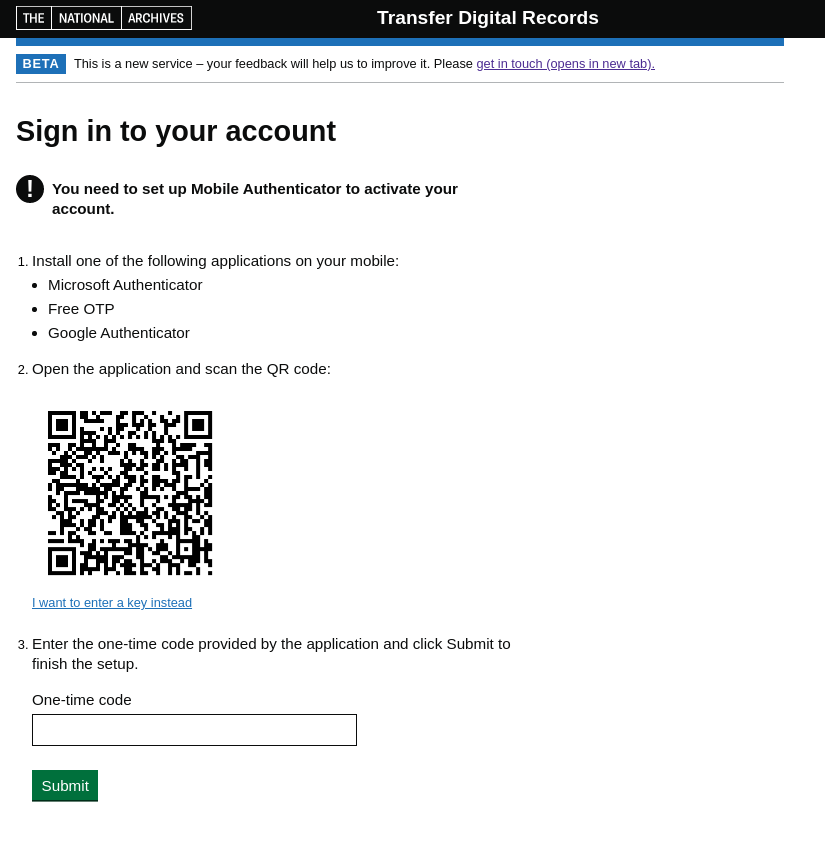 THE NATIONAL ARCHIVES
Transfer Digital Records
BETA This is a new service – your feedback will help us to improve it. Please get in touch (opens in new tab).
Sign in to your account
! You need to set up Mobile Authenticator to activate your
account.
1. Install one of the following applications on your mobile:
• Microsoft Authenticator
• Free OTP
• Google Authenticator
2. Open the application and scan the QR code:
I want to enter a key instead
3. Enter the one-time code provided by the application and click Submit to
finish the setup.
One-time code
Submit